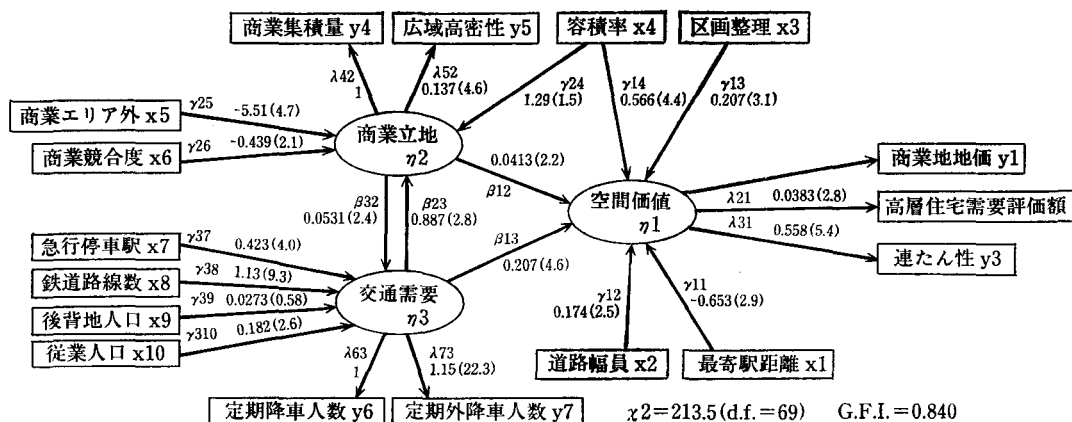 商業集積量 y4
広域高密性 y5
容積率 x4
区画整理 x3
λ42
1
λ52
0.137(4.6)
γ24
1.29(1.5)
γ14
0.566(4.4)
γ13
0.207(3.1)
商業エリア外 x5
γ25
-5.51(4.7)
商業競合度 x6
γ26
-0.439(2.1)
商業立地
η2
0.0413(2.2)
β12
商業地地価 y1
β32
0.0531(2.4)
β23
0.887(2.8)
空間価値
η1
λ21
0.0383(2.8)
高層住宅需要評価額
λ31
0.558(5.4)
連たん性 y3
β13
0.207(4.6)
急行停車駅 x7
γ37
0.423(4.0)
鉄道路線数 x8
γ38
1.13(9.3)
後背地人口 x9
γ39
0.0273(0.58)
従業人口 x10
γ310
0.182(2.6)
交通需要
η3
γ12
0.174(2.5)
γ11
-0.653(2.9)
λ63
1
λ73
1.15(22.3)
道路幅員 x2
最寄駅距離 x1
定期降車人数 y6
定期外降車人数 y7
χ2=213.5(d.f.=69) G.F.I.=0.840